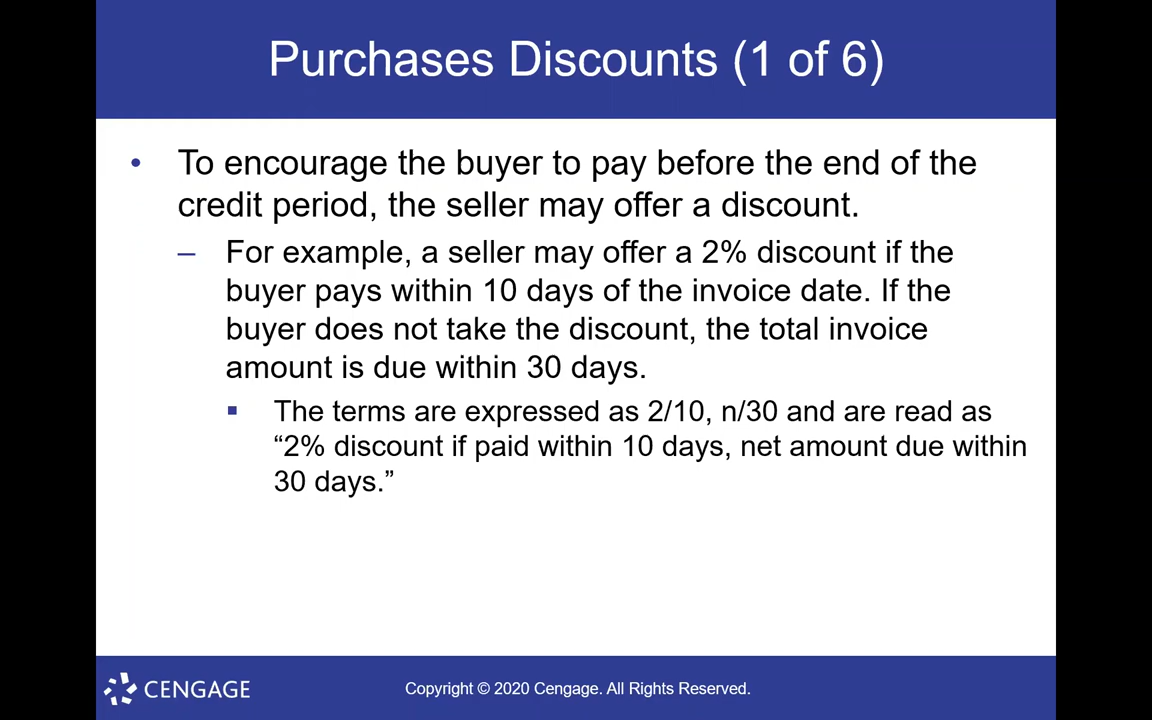 Purchases Discounts (1 of 6)
• To encourage the buyer to pay before the end of the
credit period, the seller may offer a discount.
– For example, a seller may offer a 2% discount if the
buyer pays within 10 days of the invoice date. If the
buyer does not take the discount, the total invoice
amount is due within 30 days.
▪ The terms are expressed as 2/10, n/30 and are read as
“2% discount if paid within 10 days, net amount due within
30 days.”
CENGAGE
Copyright © 2020 Cengage. All Rights Reserved.